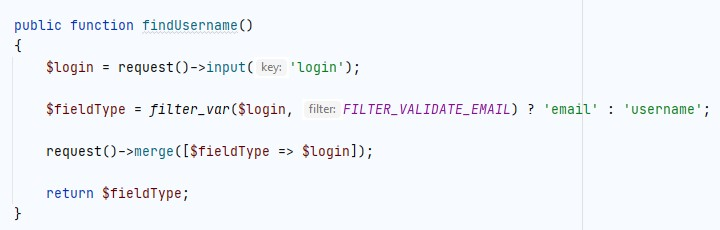 public function findUsername()
{
$login = request()->input( key: 'login');
$fieldType = filter_var($login, filter: FILTER_VALIDATE_EMAIL) ? 'email' : 'username';
request()->merge([$fieldType => $login]);
return $fieldType;
}